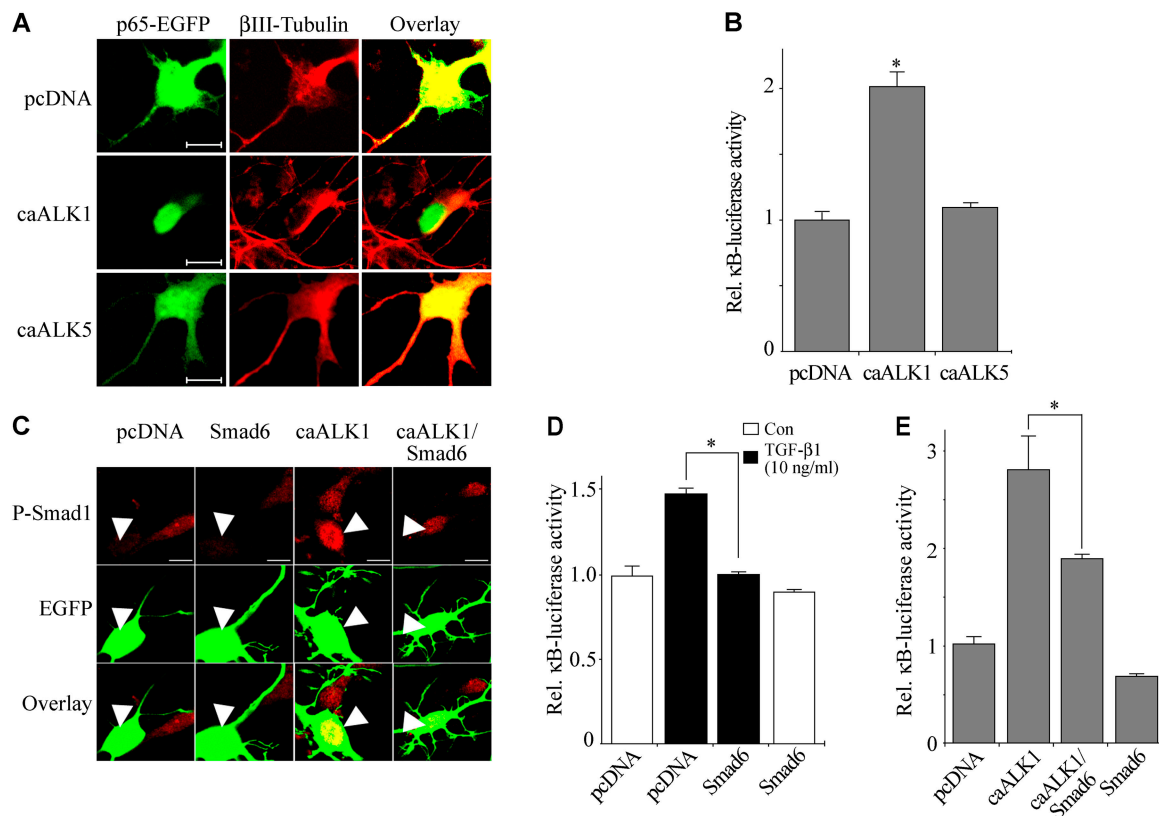 A
p65-EGFP
βIII-Tubulin
Overlay
pcDNA
caALK1
caALK5
B
Rel. κB-luciferase activity
2
1
0
*
pcDNA
caALK1
caALK5
C
pcDNA
Smad6
caALK1
caALK1/
Smad6
P-Smad1
EGFP
Overlay
D
Con
TGF-β1
(10 ng/ml)
*
Rel. κB-luciferase activity
1.5
1.0
0.5
0
pcDNA
pcDNA
Smad6
Smad6
E
*
Rel. κB-luciferase activity
3
2
1
0
pcDNA
caALK1
caALK1/
Smad6
Smad6